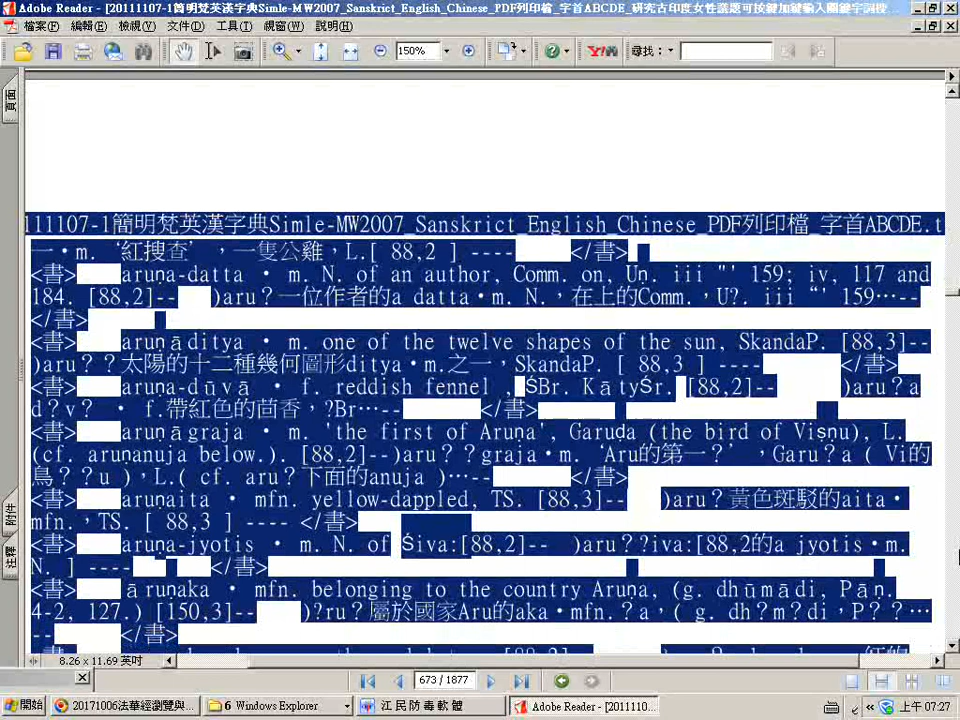 Adobe Reader - [20111107-1簡明梵英漢字典Simle-MW2007_Sanskrict_English_Chinese_PDF列印檔_字首ABCDE_研究古印度女性議題可按鍵加鍵輸入關鍵字詞搜
檔案(F) 編輯(E) 檢視(V) 文件(D) 工具(T) 視窗(W) 說明(H)
150% Y! 尋找:
頁面
111107-1簡明梵英漢字典Simle-MW2007_Sanskrict_English_Chinese_PDF列印檔_字首ABCDE.t
一‧m. ‘紅搜查’，一隻公雞，L.[ 88,2 ] ---- </書>
<書> aruṇa-datta ‧ m. N. of an author, Comm. on, Uṇ. iii "' 159; iv, 117 and
184. [88,2]-- )aru？一位作者的a datta‧m. N.，在上的Comm.，U?. iii “' 159…--
</書>
<書> aruṇāditya ‧ m. one of the twelve shapes of the sun, SkandaP. [88,3]--
)aru？？太陽的十二種幾何圖形ditya‧m.之一，SkandaP. [ 88,3 ] ---- </書>
<書> aruṇa-dūvā ‧ f. reddish fennel , ŚBr. KātyŚr. [88,2]-- )aru？a
d？v？ ‧ f.帶紅色的茴香，?Br…-- </書>
<書> aruṇāgraja ‧ m. 'the first of Aruṇa', Garuḍa (the bird of Viṣṇu), L.
(cf. aruṇanuja below.). [88,2]--)aru？？graja‧m.‘Aru的第一？’，Garu？a ( Vi的
鳥？？u )，L.( cf. aru？下面的anuja )…-- </書>
<書> aruṇaita ‧ mfn. yellow-dappled, TS. [88,3]-- )aru？黃色斑駁的aita‧
mfn.，TS. [ 88,3 ] ---- </書>
<書> aruṇa-jyotis ‧ m. N. of Śiva:[88,2]-- )aru？?iva:[88,2的a jyotis‧m.
N. ] ---- </書>
<書> āruṇaka ‧ mfn. belonging to the country Aruṇa, (g. dhūmādi, Pāṇ.
4-2, 127.) [150,3]-- )?ru？屬於國家Aru的aka‧mfn.？a，( g. dh？m？di，P？？…
-- </書>
附件
注釋
8.26 x 11.69 英吋
673 / 1877
開始 20171006法華經瀏覽與... 6 Windows Explorer 江民防毒軟體 Adobe Reader - [2011110... 上午 07:27